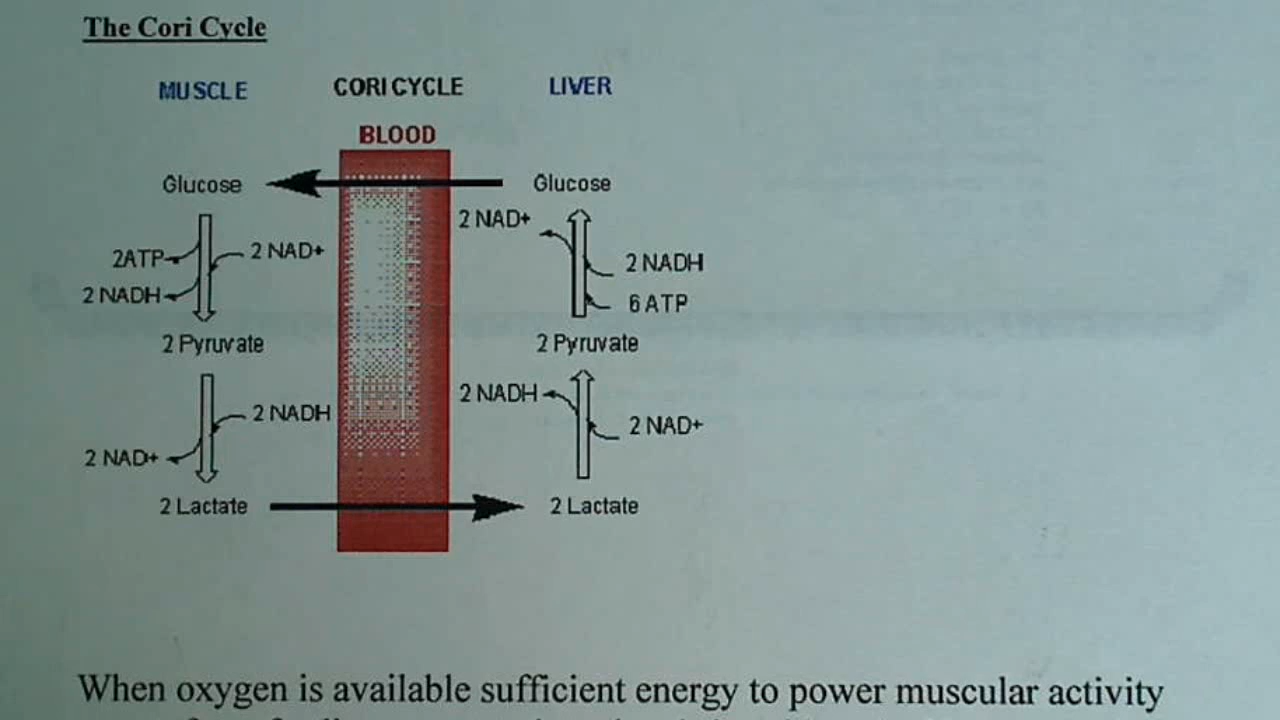 The Cori Cycle
MUSCLE CORI CYCLE LIVER
BLOOD
Glucose Glucose
2 NAD+
2ATP 2 NAD+ 2 NADH
2 NADH 6 ATP
2 Pyruvate 2 Pyruvate
2 NADH
2 NADH 2 NAD+
2 NAD+
2 Lactate 2 Lactate
When oxygen is available sufficient energy to power muscular activity